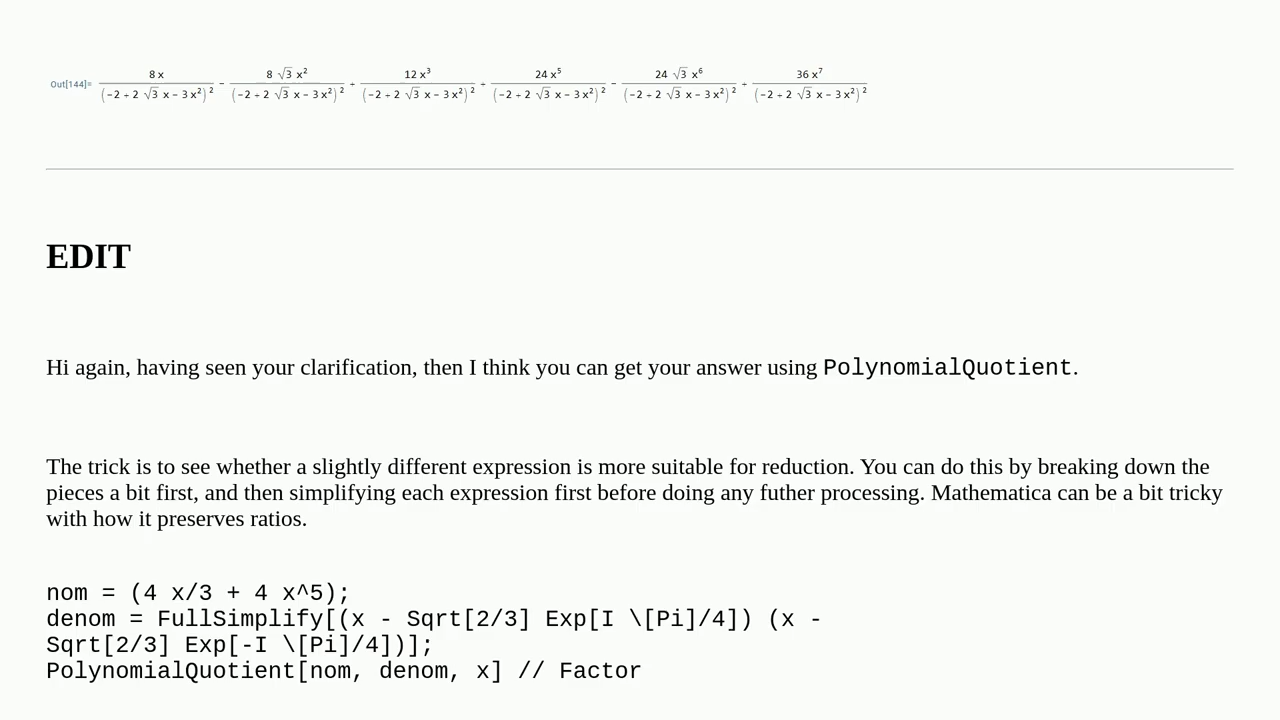 Out[144]= 8 x / (-2 + 2 √3 x - 3 x²)² - 8 √3 x² / (-2 + 2 √3 x - 3 x²)² + 12 x³ / (-2 + 2 √3 x - 3 x²)² + 24 x⁵ / (-2 + 2 √3 x - 3 x²)² - 24 √3 x⁶ / (-2 + 2 √3 x - 3 x²)² + 36 x⁷ / (-2 + 2 √3 x - 3 x²)²
EDIT
Hi again, having seen your clarification, then I think you can get your answer using PolynomialQuotient.
The trick is to see whether a slightly different expression is more suitable for reduction. You can do this by breaking down the
pieces a bit first, and then simplifying each expression first before doing any futher processing. Mathematica can be a bit tricky
with how it preserves ratios.
nom = (4 x/3 + 4 x^5);
denom = FullSimplify[(x - Sqrt[2/3] Exp[I \[Pi]/4]) (x -
Sqrt[2/3] Exp[-I \[Pi]/4])];
PolynomialQuotient[nom, denom, x] // Factor